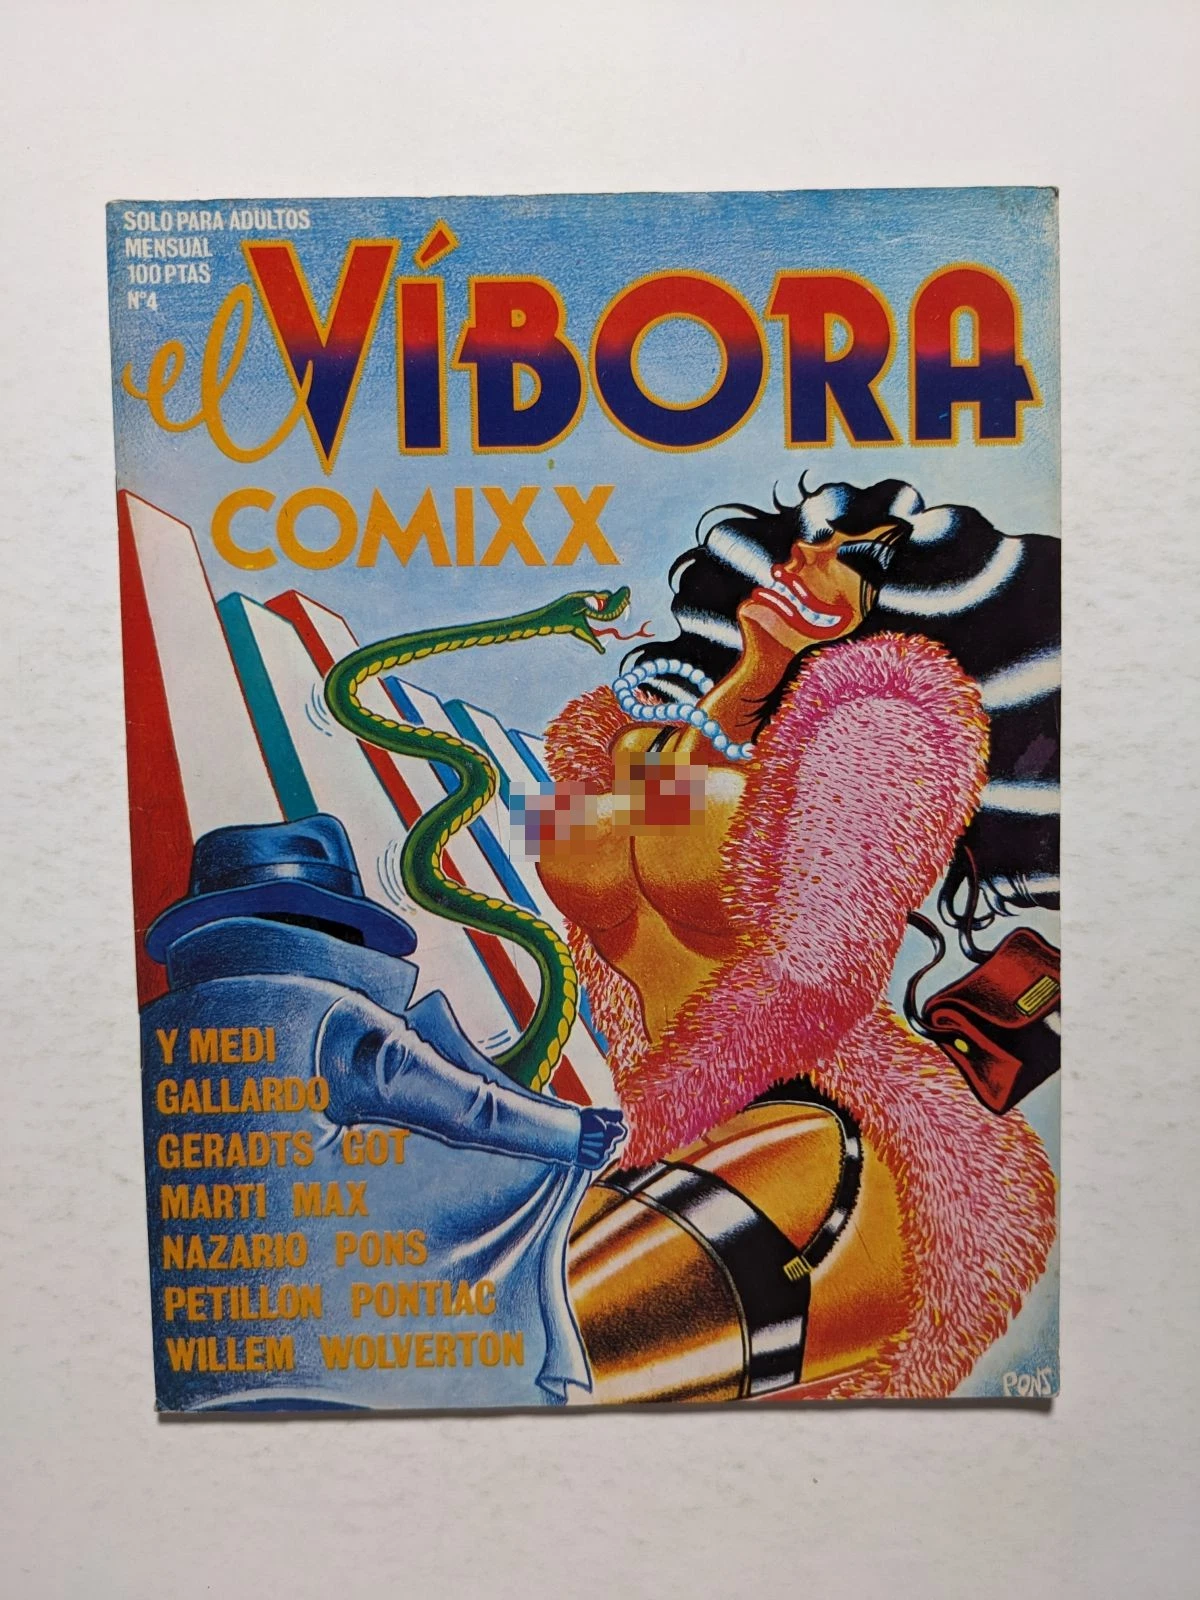 SOLO PARA ADULTOS
MENSUAL
100 PTAS
Nº4
el VÍBORA
COMIXX
Y MEDI
GALLARDO
GERADTS GOT
MARTI MAX
NAZARIO PONS
PETILLON PONTIAC
WILLEM WOLVERTON
PONS